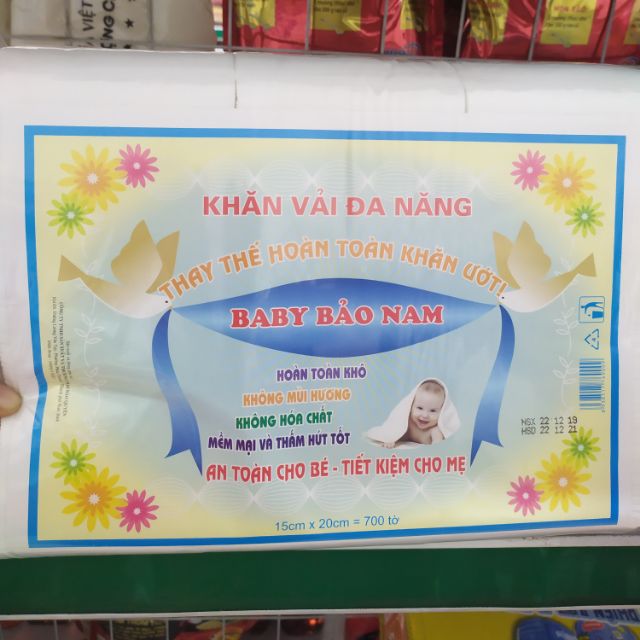 VIỆT
KHĂN VẢI ĐA NĂNG
THAY THẾ HOÀN TOÀN KHĂN ƯỚT!
BABY BẢO NAM
HOÀN TOÀN KHÔ
KHÔNG MÙI HƯƠNG
KHÔNG HÓA CHẤT
MỀM MẠI VÀ THẤM HÚT TỐT
AN TOÀN CHO BÉ - TIẾT KIỆM CHO MẸ
15cm x 20cm = 700 tờ
NSX 22 12 19
HSD 22 12 21